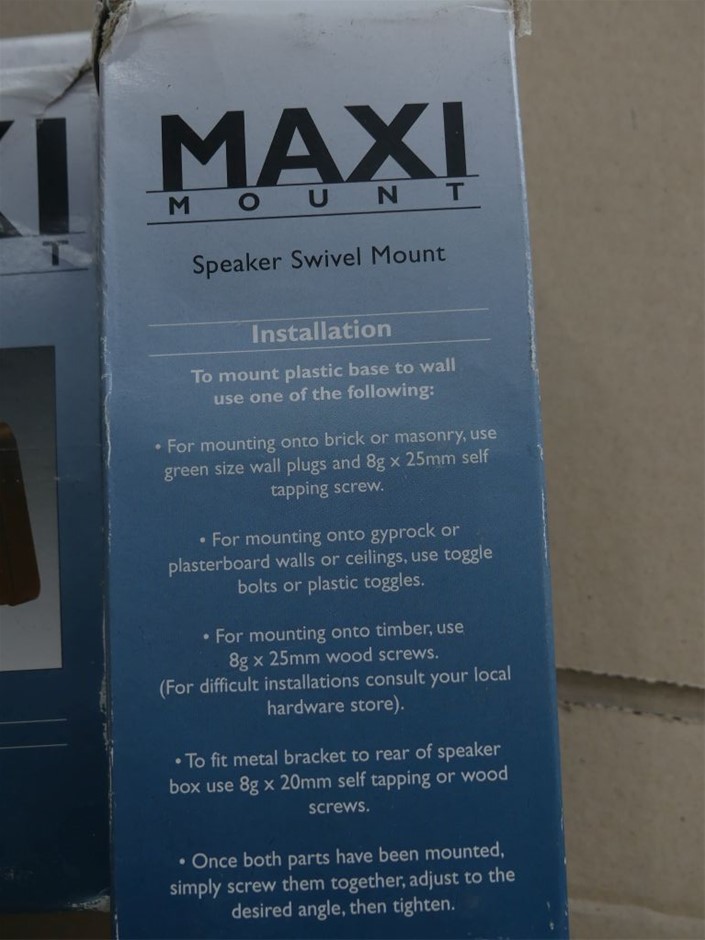 MAXI
MOUNT
Speaker Swivel Mount
Installation
To mount plastic base to wall
use one of the following:
• For mounting onto brick or masonry, use
green size wall plugs and 8g x 25mm self
tapping screw.
• For mounting onto gyprock or
plasterboard walls or ceilings, use toggle
bolts or plastic toggles.
• For mounting onto timber, use
8g x 25mm wood screws.
(For difficult installations consult your local
hardware store).
• To fit metal bracket to rear of speaker
box use 8g x 20mm self tapping or wood
screws.
• Once both parts have been mounted,
simply screw them together, adjust to the
desired angle, then tighten.
XI
T